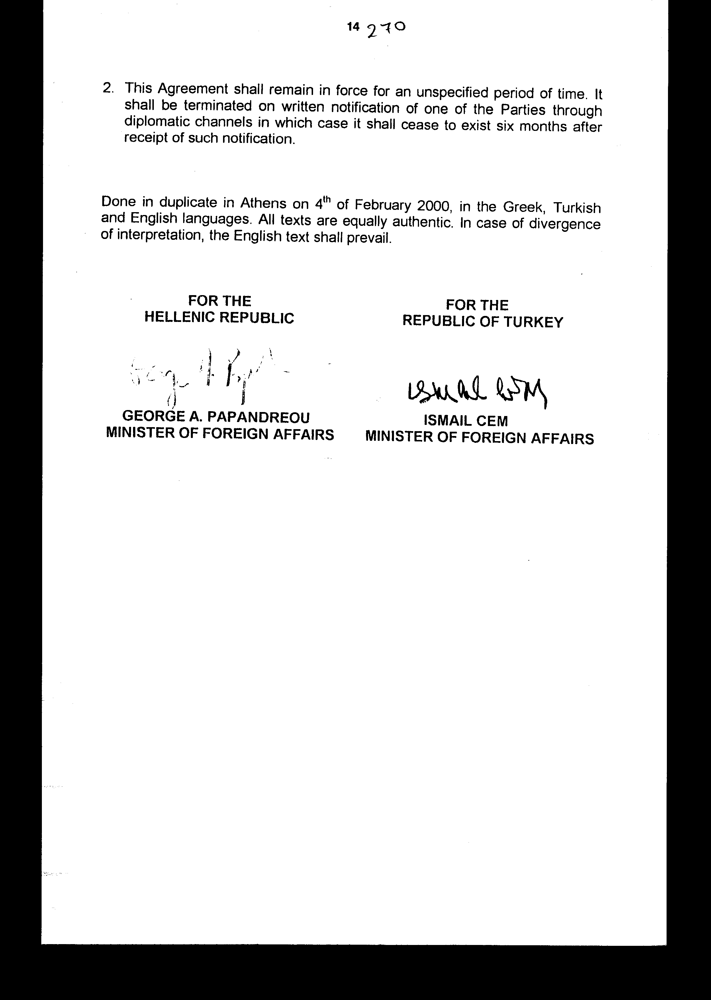 14 270
2. This Agreement shall remain in force for an unspecified period of time. It
shall be terminated on written notification of one of the Parties through
diplomatic channels in which case it shall cease to exist six months after
receipt of such notification.
Done in duplicate in Athens on 4th of February 2000, in the Greek, Turkish
and English languages. All texts are equally authentic. In case of divergence
of interpretation, the English text shall prevail.
FOR THE
HELLENIC REPUBLIC
GEORGE A. PAPANDREOU
MINISTER OF FOREIGN AFFAIRS
FOR THE
REPUBLIC OF TURKEY
Ismail Cem
ISMAIL CEM
MINISTER OF FOREIGN AFFAIRS